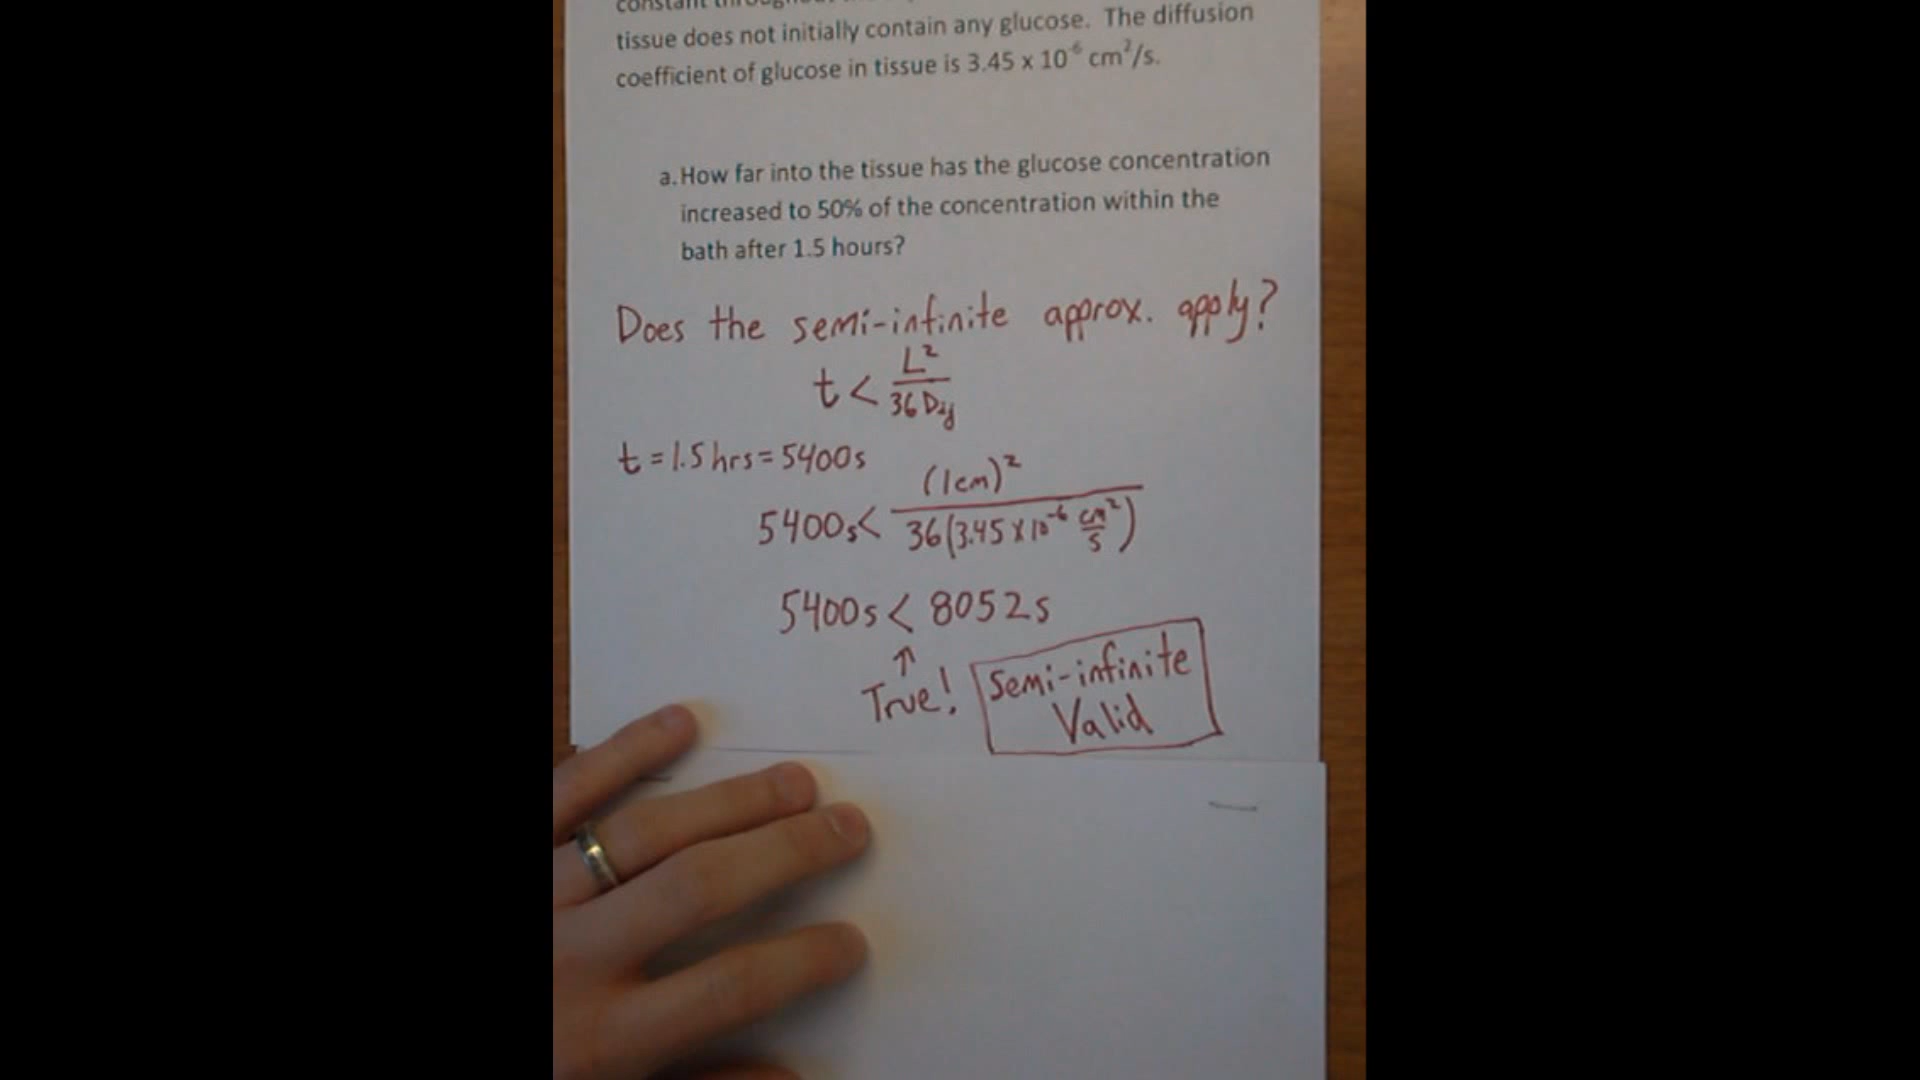 constant
tissue does not initially contain any glucose. The diffusion
coefficient of glucose in tissue is 3.45 x 10⁻⁶ cm²/s.
a. How far into the tissue has the glucose concentration
increased to 50% of the concentration within the
bath after 1.5 hours?
Does the semi-infinite approx. apply?
t < L² / 36 Dij
t = 1.5 hrs = 5400s
5400s < (1cm)² / 36(3.45 x 10⁻⁶ cm²/s)
5400s < 8052s
↑
True!
Semi-infinite
Valid